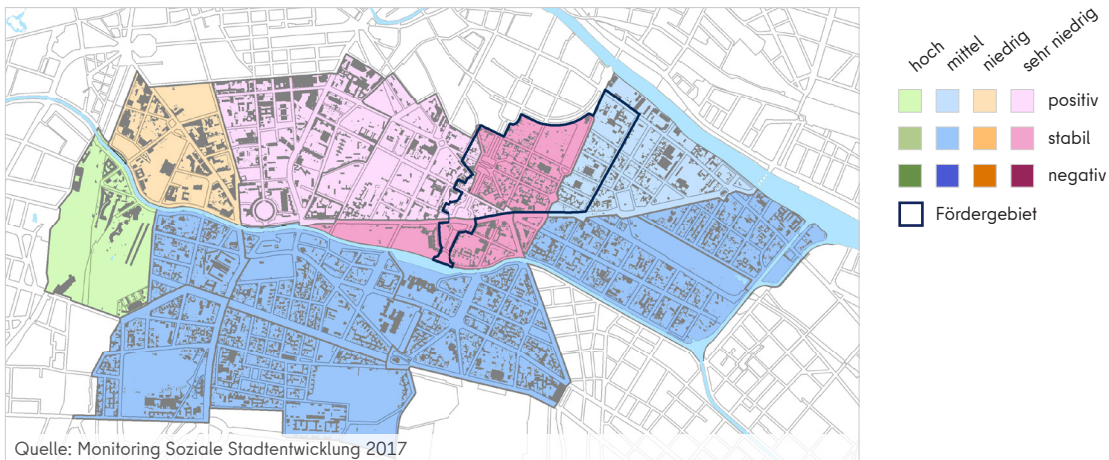 hoch
mittel
niedrig
sehr niedrig
positiv
stabil
negativ
Fördergebiet
Quelle: Monitoring Soziale Stadtentwicklung 2017